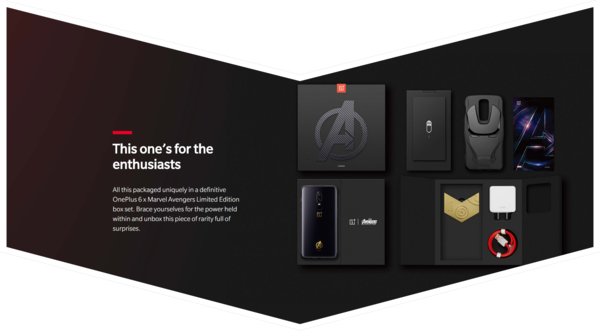 This one's for the
enthusiasts
All this packaged uniquely in a definitive
OnePlus 6 x Marvel Avengers Limited Edition
box set. Brace yourselves for the power held
within and unbox this piece of rarity full of
surprises.